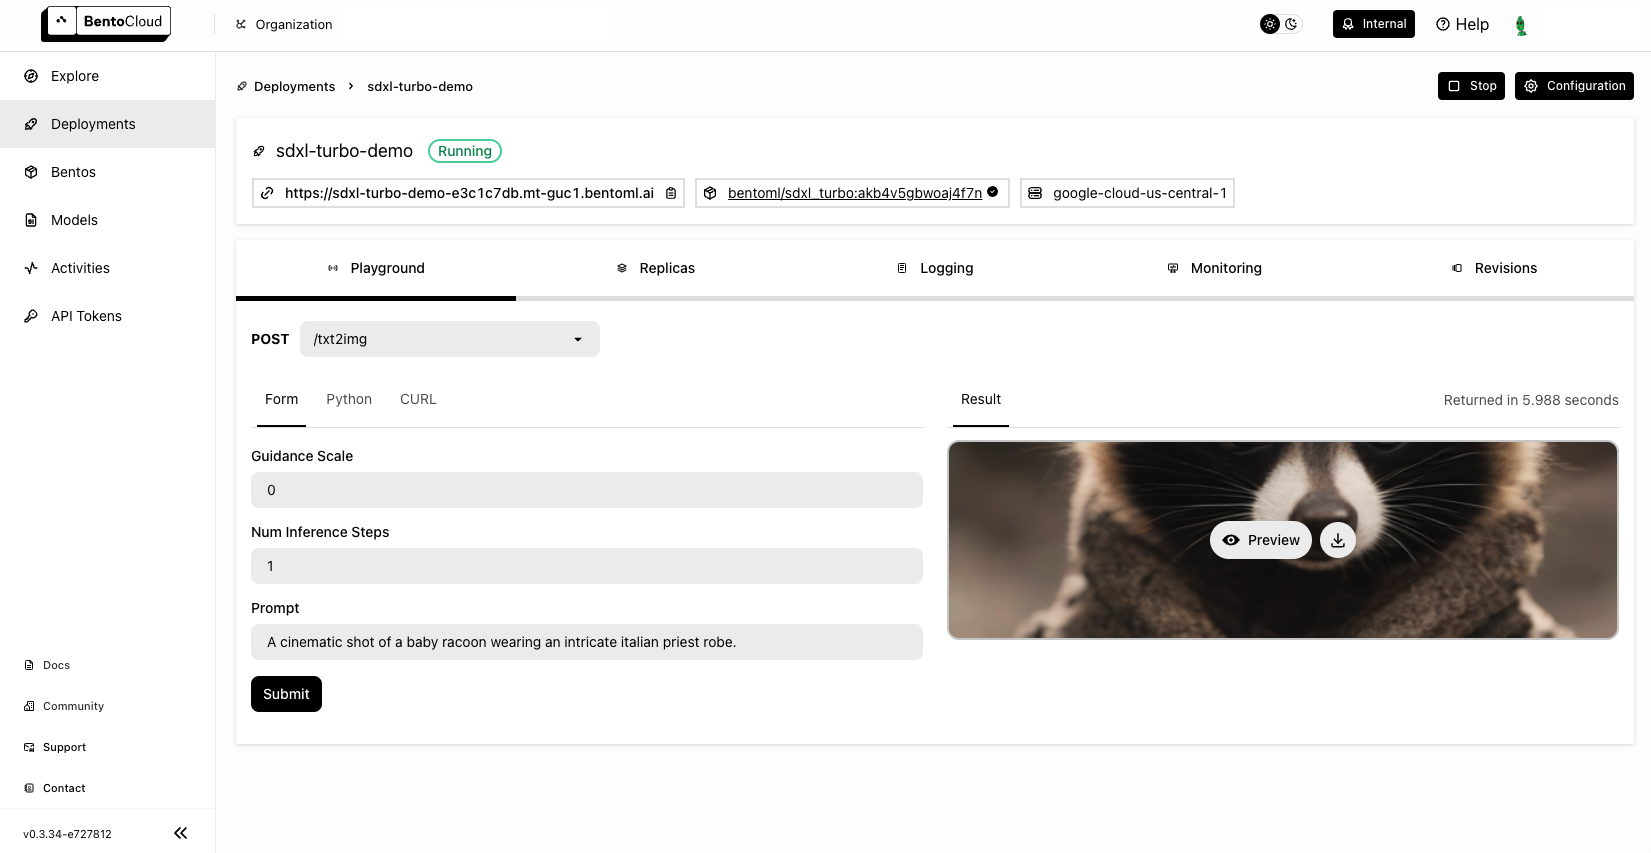 BentoCloud
Organization
Internal
Help
Explore
Deployments
Bentos
Models
Activities
API Tokens
Docs
Community
Support
Contact
v0.3.34-e727812
Deployments
sdxl-turbo-demo
Stop
Configuration
sdxl-turbo-demo
Running
https://sdxl-turbo-demo-e3c1c7db.mt-guc1.bentoml.ai
bentoml/sdxl_turbo:akb4v5gbwoaj4f7n
google-cloud-us-central-1
Playground
Replicas
Logging
Monitoring
Revisions
POST
/txt2img
Form
Python
CURL
Guidance Scale
0
Num Inference Steps
1
Prompt
A cinematic shot of a baby racoon wearing an intricate italian priest robe.
Submit
Result
Returned in 5.988 seconds
Preview